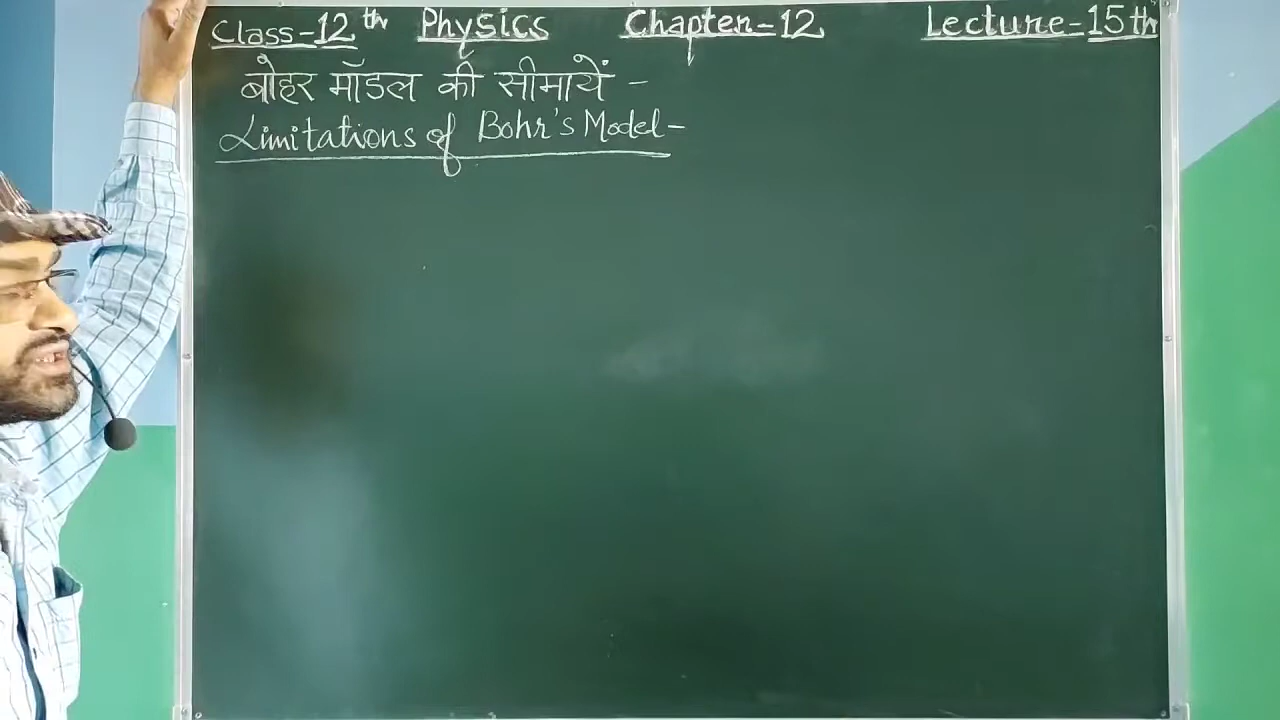 Class-12th Physics Chapter-12 Lecture-15th
बोहर मॉडल की सीमायें -
Limitations of Bohr's Model-